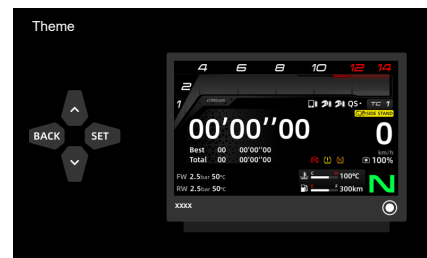 Theme
4 6 8 10 12 14
2
1 x1000rpm
QS TC 1
SIDE STAND
00'00''00 0
km/h
Best 00 00'00''00
Total 00 00'00''00
100%
BACK SET
FW 2.5bar 50°C C H 100°C
RW 2.5bar 50°C E F 300km
N
xxxx